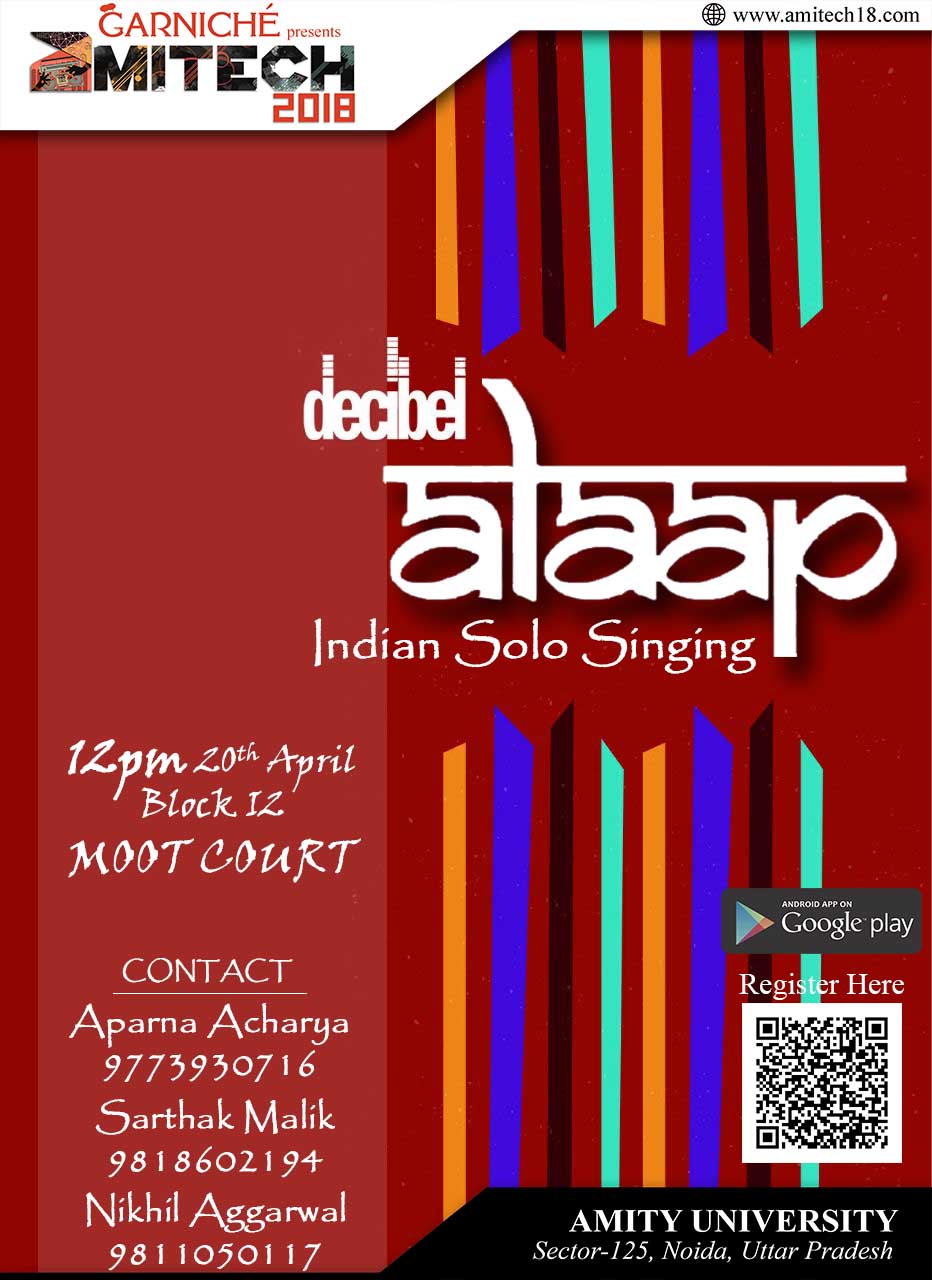 GARNICHÉ presents
AMITECH
2018
www.amitech18.com
decibel
alaap
Indian Solo Singing
12pm 20th April
Block I2
MOOT COURT
CONTACT
Aparna Acharya
9773930716
Sarthak Malik
9818602194
Nikhil Aggarwal
9811050117
ANDROID APP ON
Google play
Register Here
AMITY UNIVERSITY
Sector-125, Noida, Uttar Pradesh